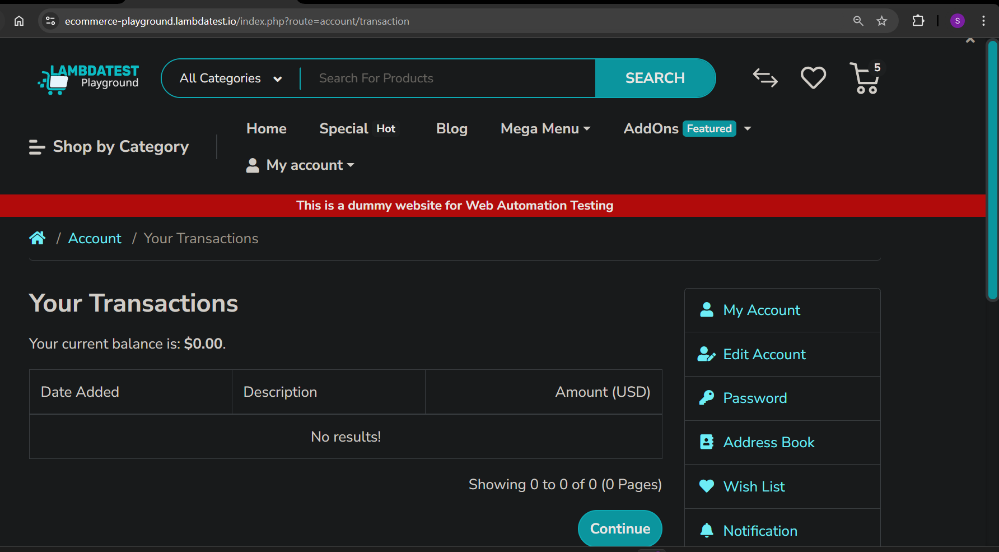 ecommerce-playground.lambdatest.io/index.php?route=account/transaction
S
LAMBDATEST
Playground
All Categories
Search For Products
SEARCH
5
Home
Special Hot
Blog
Mega Menu
AddOns Featured
Shop by Category
My account
This is a dummy website for Web Automation Testing
/ Account / Your Transactions
Your Transactions
Your current balance is: $0.00.
Date Added Description Amount (USD)
No results!
Showing 0 to 0 of 0 (0 Pages)
Continue
My Account
Edit Account
Password
Address Book
Wish List
Notification